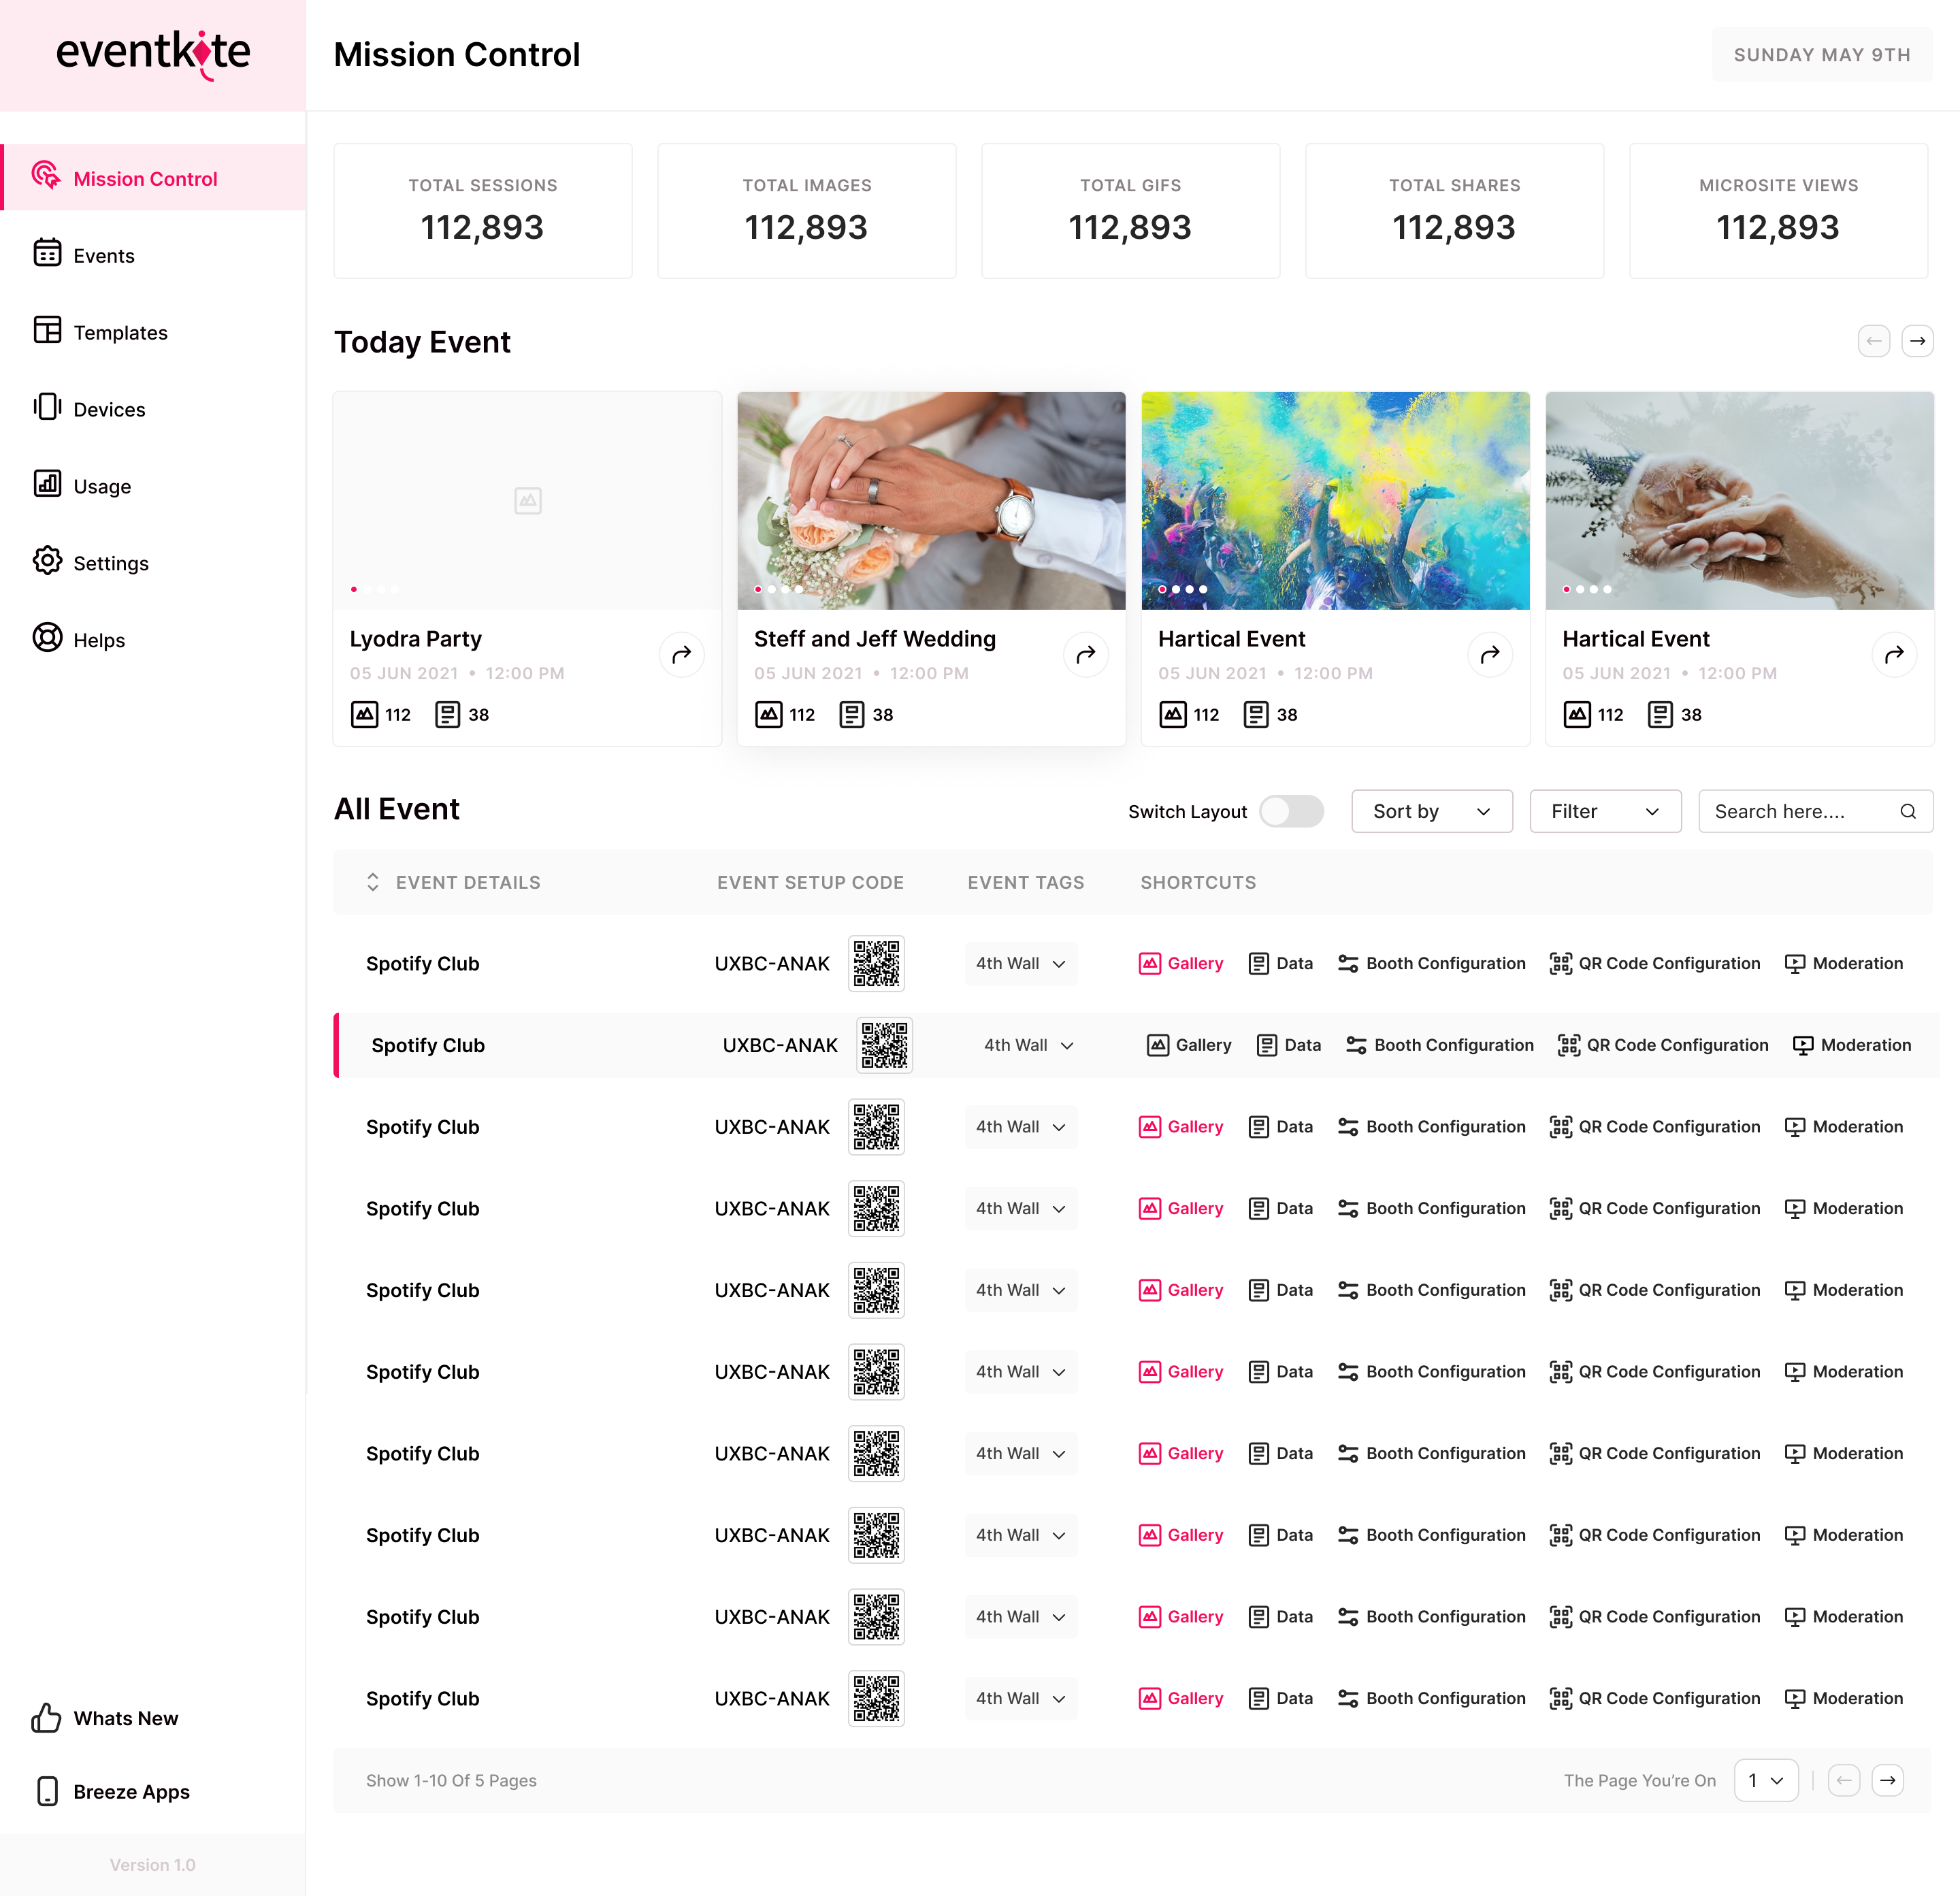 eventkite
Mission Control
SUNDAY MAY 9TH
Mission Control
Events
Templates
Devices
Usage
Settings
Helps
Whats New
Breeze Apps
Version 1.0
TOTAL SESSIONS
112,893
TOTAL IMAGES
112,893
TOTAL GIFS
112,893
TOTAL SHARES
112,893
MICROSITE VIEWS
112,893
Today Event
Lyodra Party
05 JUN 2021 • 12:00 PM
112 38
Steff and Jeff Wedding
05 JUN 2021 • 12:00 PM
112 38
Hartical Event
05 JUN 2021 • 12:00 PM
112 38
Hartical Event
05 JUN 2021 • 12:00 PM
112 38
All Event
Switch Layout Sort by Filter Search here....
EVENT DETAILS EVENT SETUP CODE EVENT TAGS SHORTCUTS
Spotify Club UXBC-ANAK 4th Wall Gallery Data Booth Configuration QR Code Configuration Moderation
Spotify Club UXBC-ANAK 4th Wall Gallery Data Booth Configuration QR Code Configuration Moderation
Spotify Club UXBC-ANAK 4th Wall Gallery Data Booth Configuration QR Code Configuration Moderation
Spotify Club UXBC-ANAK 4th Wall Gallery Data Booth Configuration QR Code Configuration Moderation
Spotify Club UXBC-ANAK 4th Wall Gallery Data Booth Configuration QR Code Configuration Moderation
Spotify Club UXBC-ANAK 4th Wall Gallery Data Booth Configuration QR Code Configuration Moderation
Spotify Club UXBC-ANAK 4th Wall Gallery Data Booth Configuration QR Code Configuration Moderation
Spotify Club UXBC-ANAK 4th Wall Gallery Data Booth Configuration QR Code Configuration Moderation
Spotify Club UXBC-ANAK 4th Wall Gallery Data Booth Configuration QR Code Configuration Moderation
Spotify Club UXBC-ANAK 4th Wall Gallery Data Booth Configuration QR Code Configuration Moderation
Show 1-10 Of 5 Pages The Page You’re On 1